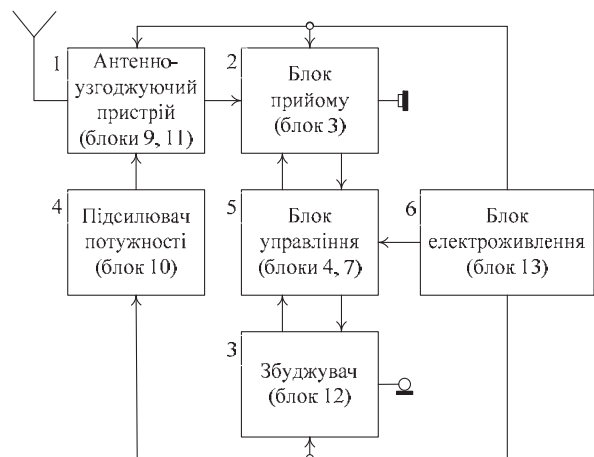 1
Антенно-
узгоджуючий
пристрій
(блоки 9, 11)
2
Блок
прийому
(блок 3)
4
Підсилювач
потужності
(блок 10)
5
Блок
управління
(блоки 4, 7)
6
Блок
електроживлення
(блок 13)
3
Збуджувач
(блок 12)